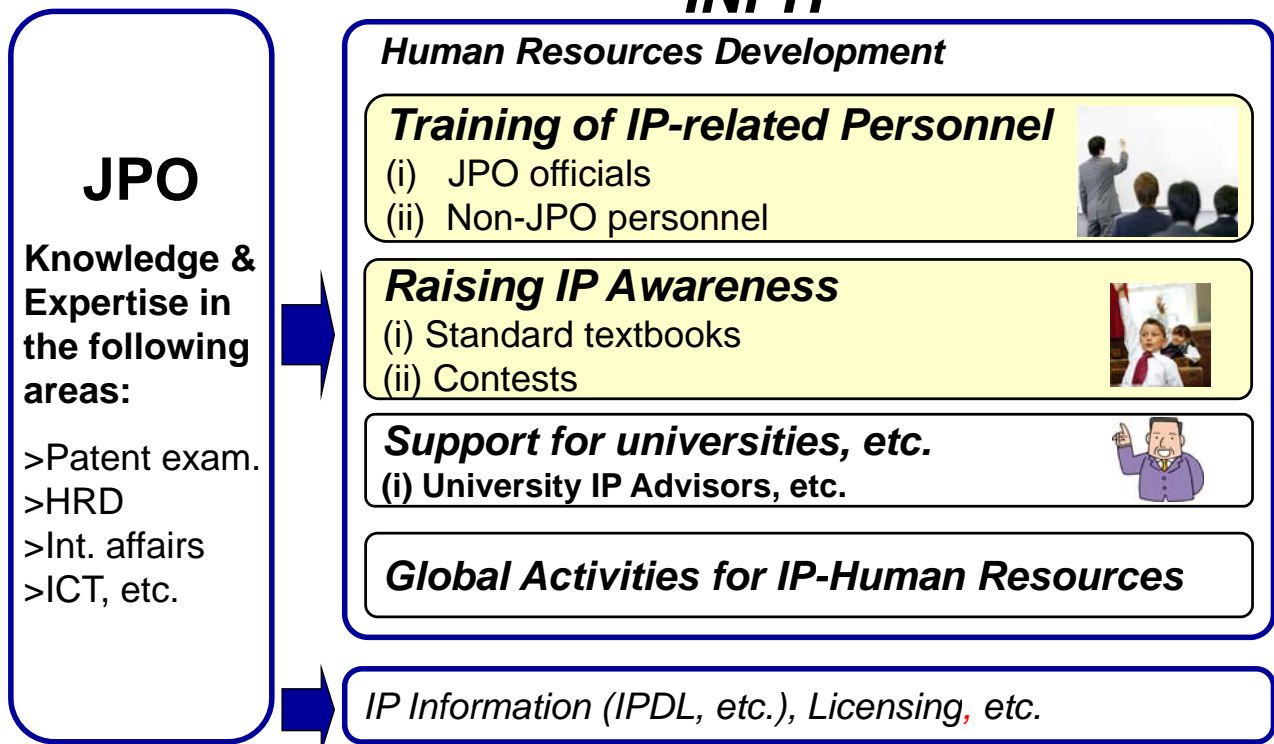 Human Resources Development
JPO
Knowledge &
Expertise in
the following
areas:
>Patent exam.
>HRD
>Int. affairs
>ICT, etc.
Training of IP-related Personnel
(i) JPO officials
(ii) Non-JPO personnel
Raising IP Awareness
(i) Standard textbooks
(ii) Contests
Support for universities, etc.
(i) University IP Advisors, etc.
Global Activities for IP-Human Resources
IP Information (IPDL, etc.), Licensing, etc.